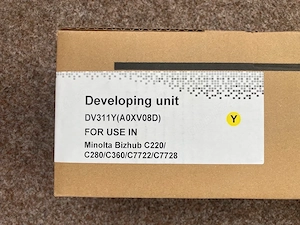 Developing unit
DV311Y(A0XV08D)
FOR USE IN
Minolta Bizhub C220/
C280/C360/C7722/C7728
Y